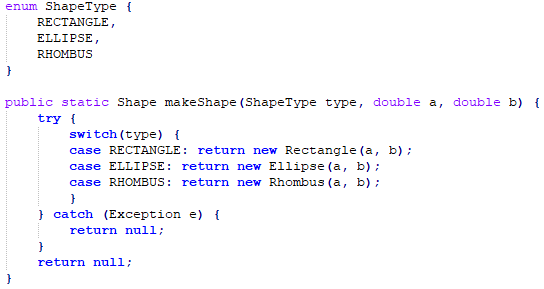 enum ShapeType {
    RECTANGLE,
    ELLIPSE,
    RHOMBUS
}

public static Shape makeShape(ShapeType type, double a, double b) {
    try {
        switch(type) {
        case RECTANGLE: return new Rectangle(a, b);
        case ELLIPSE: return new Ellipse(a, b);
        case RHOMBUS: return new Rhombus(a, b);
        }
    } catch (Exception e) {
        return null;
    }
    return null;
}